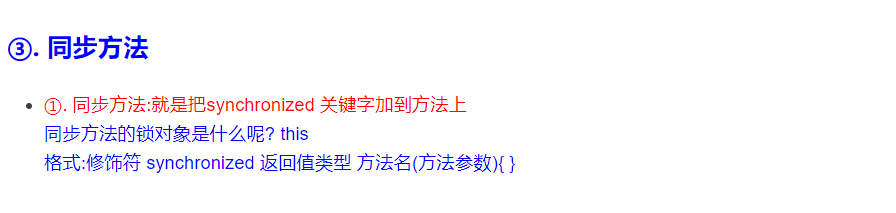 ③. 同步方法
①. 同步方法:就是把synchronized 关键字加到方法上
同步方法的锁对象是什么呢? this
格式:修饰符 synchronized 返回值类型 方法名(方法参数){ }